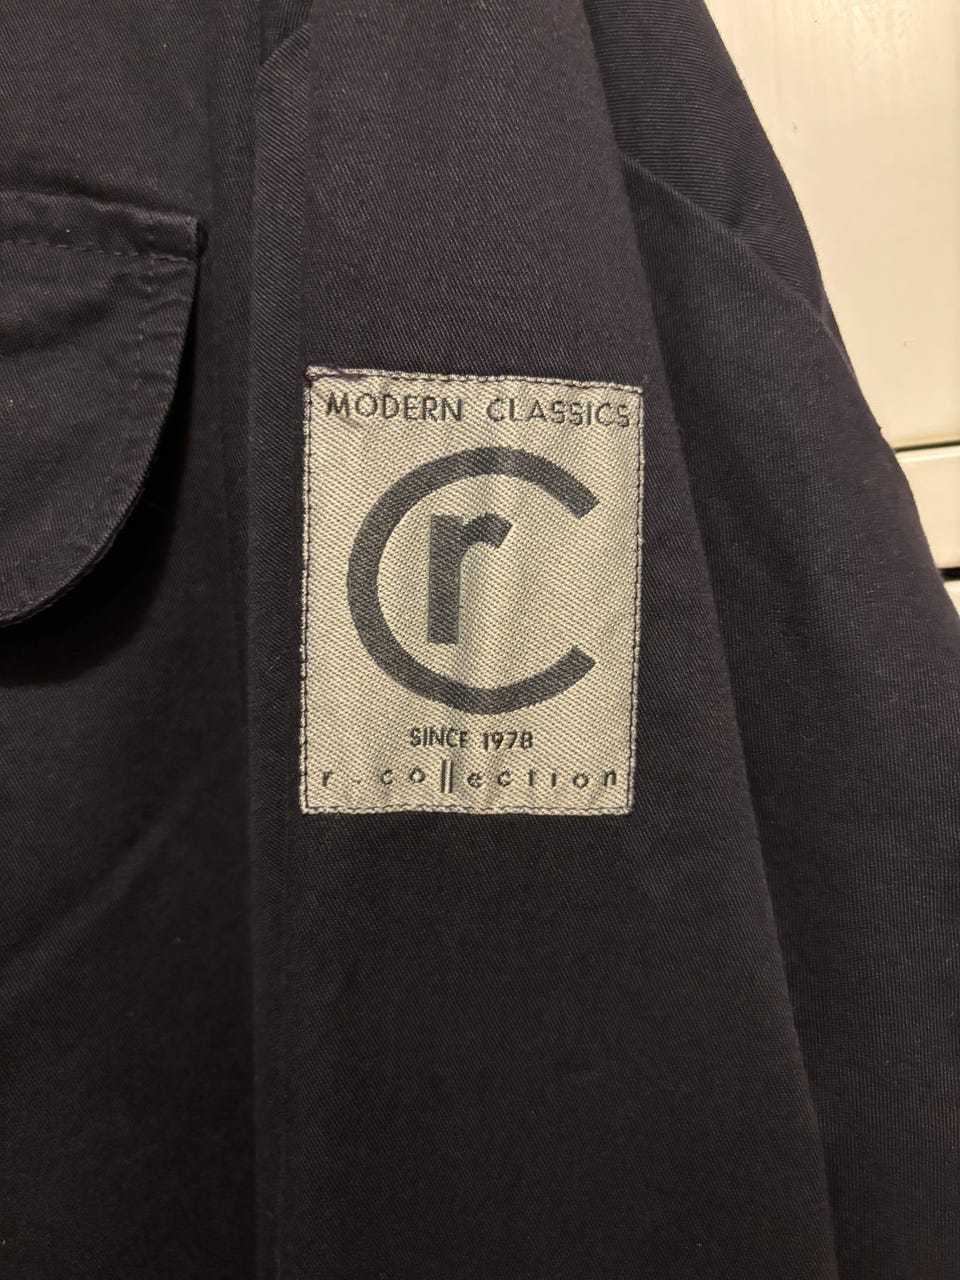 MODERN CLASSICS
rc
SINCE 1978
r-collection